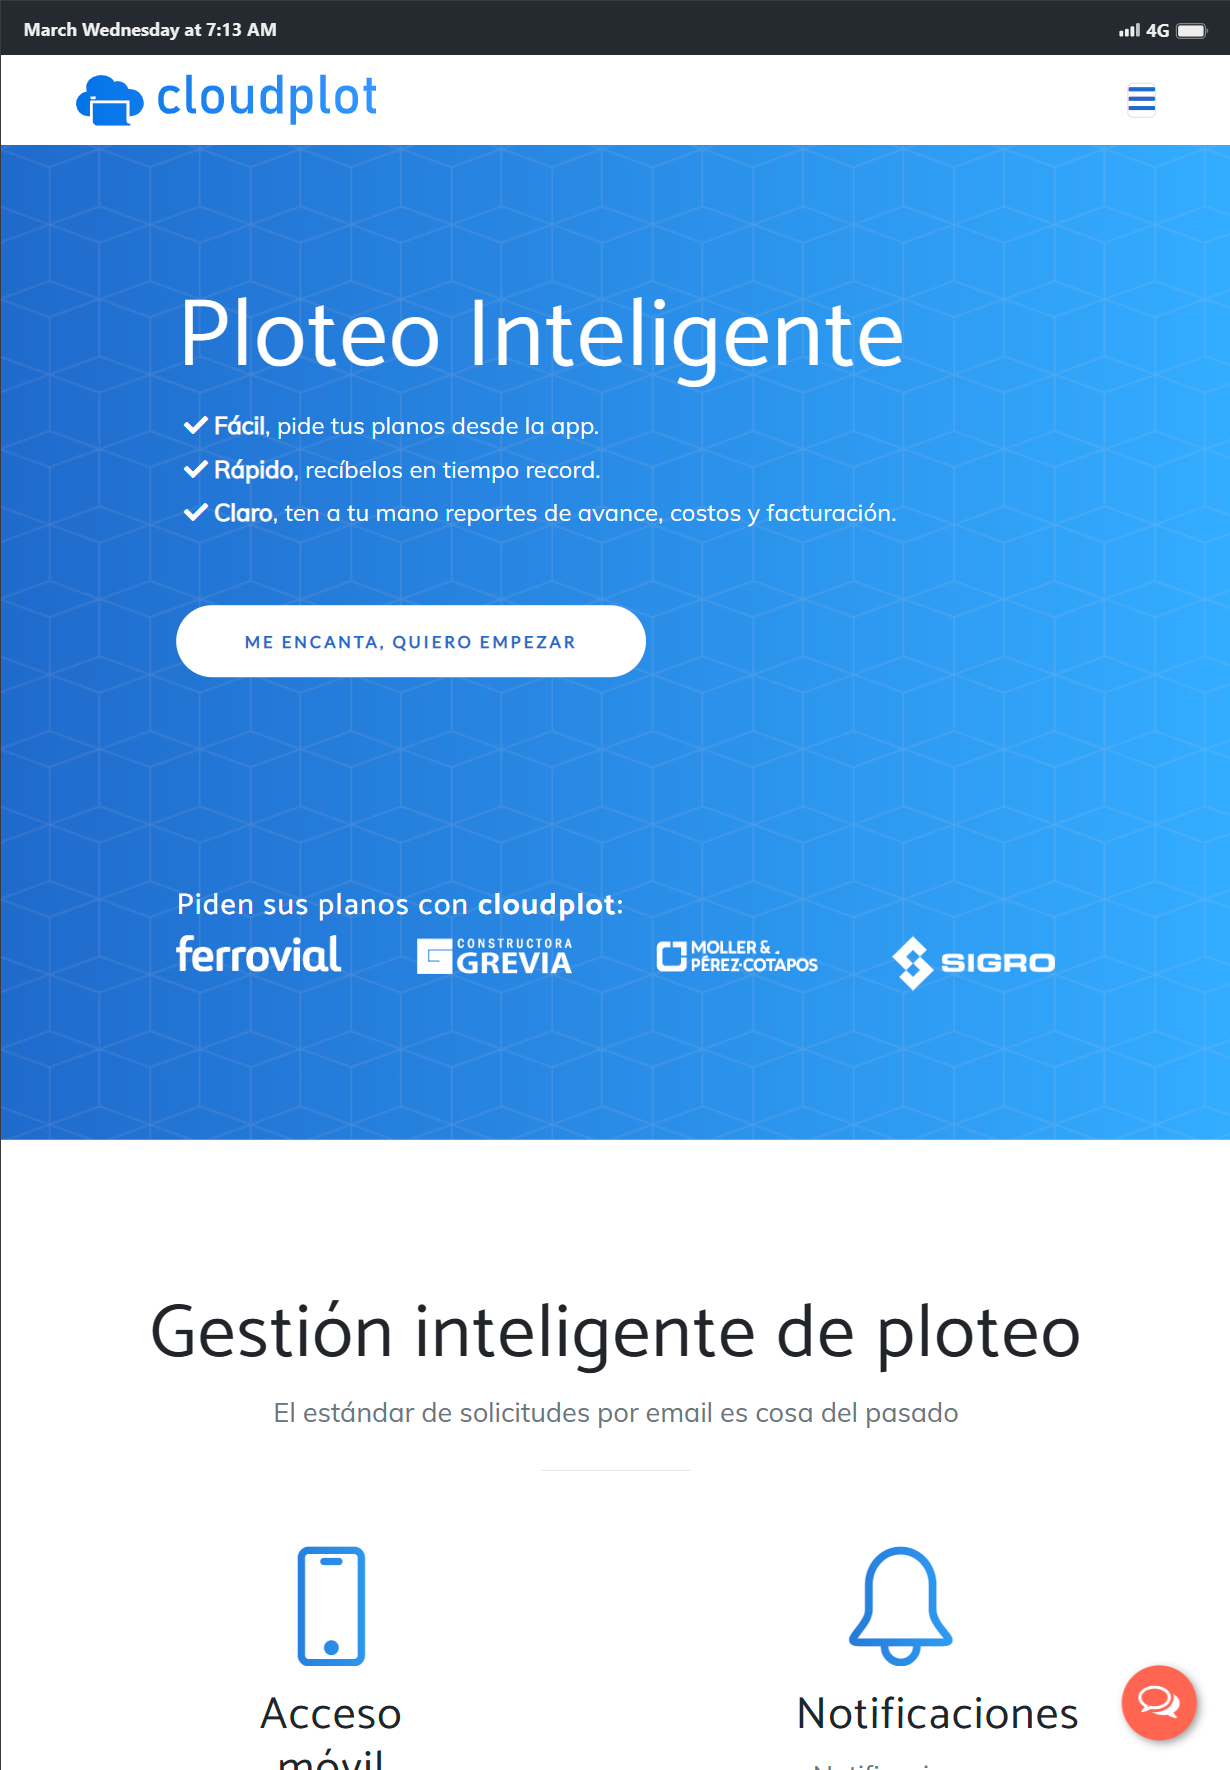 March Wednesday at 7:13 AM
4G
cloudplot
Ploteo Inteligente
Fácil, pide tus planos desde la app.
Rápido, recíbelos en tiempo record.
Claro, ten a tu mano reportes de avance, costos y facturación.
ME ENCANTA, QUIERO EMPEZAR
Piden sus planos con cloudplot:
ferrovial
CONSTRUCTORA
GREVIA
MOLLER & .
PÉREZ·COTAPOS
SIGRO
Gestión inteligente de ploteo
El estándar de solicitudes por email es cosa del pasado
Acceso
móvil
Notificaciones